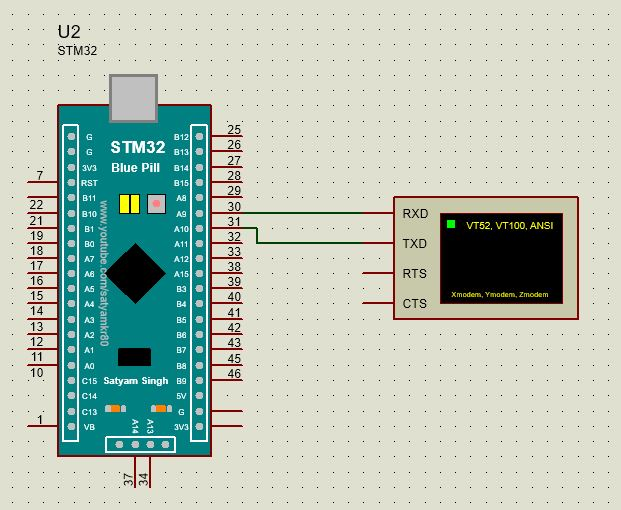 U2
STM32
STM32
Blue Pill
www.youtube.com/satyamkr80
Satyam Singh
G
G
3V3
7 RST
B11
22 B10
21 B1
19 B0
18 A7
17 A6
16 A5
15 A4
14 A3
13 A2
12 A1
11 A0
10 C15
C14
C13
1 VB
B12 25
B13 26
B14 27
B15 28
A8 29
A9 30
A10 31
A11 32
A12 33
A15 38
B3 39
B4 40
B5 41
B6 42
B7 43
B8 45
B9 46
5V
G
3V3
A14
A13
37
34
RXD
TXD
RTS
CTS
VT52, VT100, ANSI
Xmodem, Ymodem, Zmodem